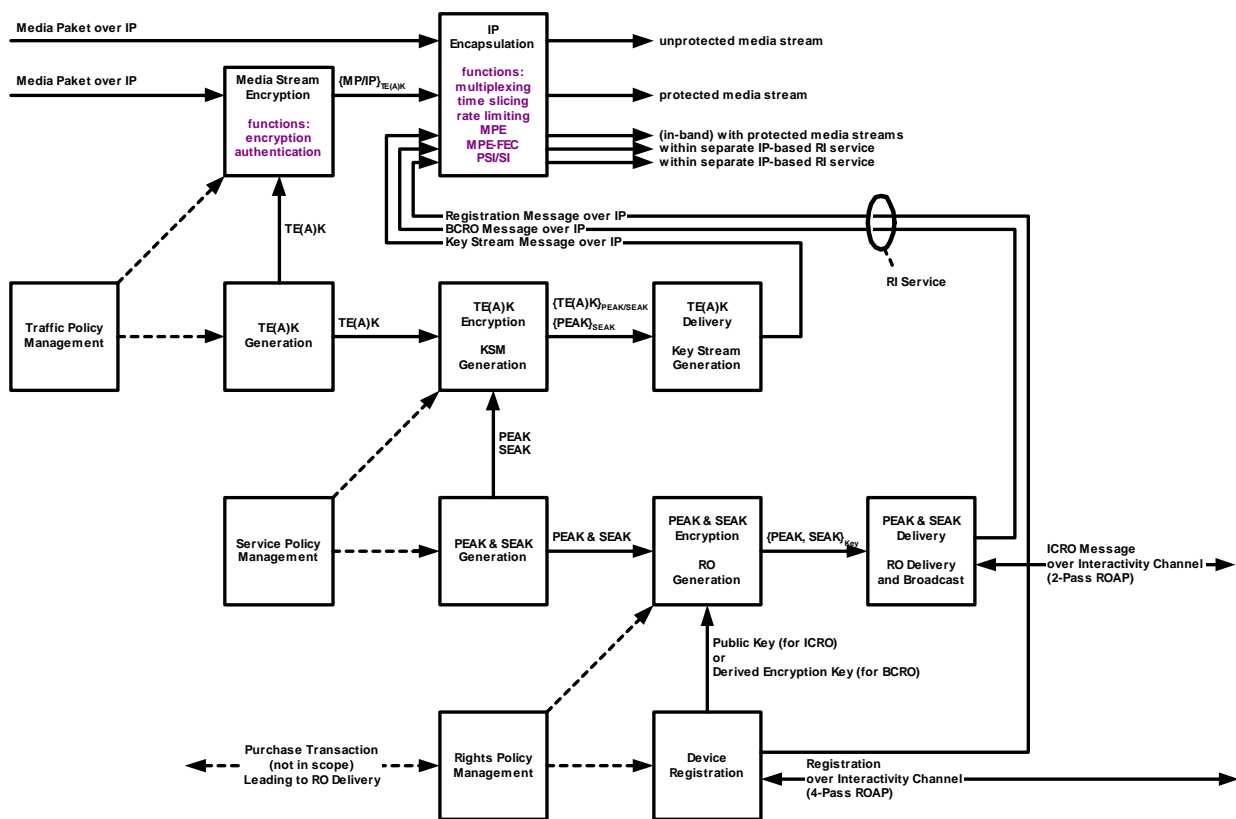 Media Paket over IP
IP
Encapsulation
functions:
multiplexing
time slicing
rate limiting
MPE
MPE-FEC
PSI/SI
unprotected media stream
Media Paket over IP
Media Stream
Encryption
functions:
encryption
authentication
{MP/IP}TE(A)K
protected media stream
(in-band) with protected media streams
within separate IP-based RI service
within separate IP-based RI service
Registration Message over IP
BCRO Message over IP
Key Stream Message over IP
TE(A)K
RI Service
Traffic Policy
Management
TE(A)K
Generation
TE(A)K
TE(A)K
Encryption
KSM
Generation
{TE(A)K}PEAK/SEAK
{PEAK}SEAK
TE(A)K
Delivery
Key Stream
Generation
PEAK
SEAK
Service Policy
Management
PEAK & SEAK
Generation
PEAK & SEAK
PEAK & SEAK
Encryption
RO
Generation
{PEAK, SEAK}Key
PEAK & SEAK
Delivery
RO Delivery
and Broadcast
ICRO Message
over Interactivity Channel
(2-Pass ROAP)
Public Key (for ICRO)
or
Derived Encryption Key (for BCRO)
Purchase Transaction
(not in scope)
Leading to RO Delivery
Rights Policy
Management
Device
Registration
Registration
over Interactivity Channel
(4-Pass ROAP)